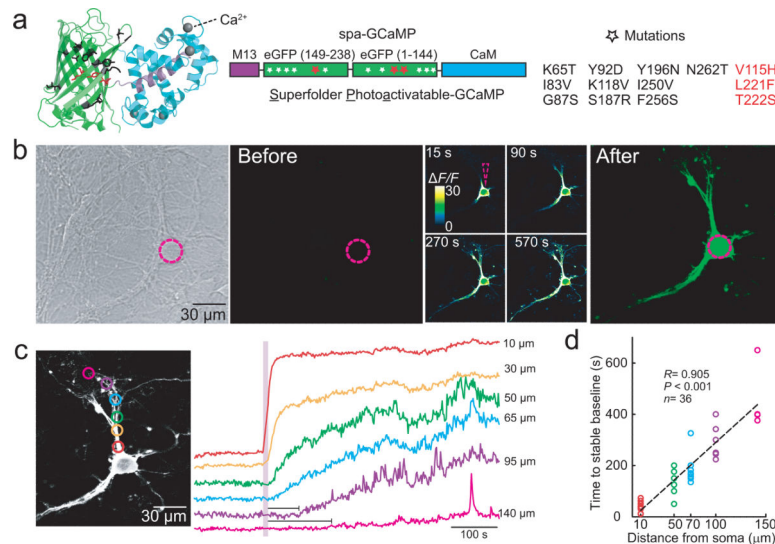 a
Ca²⁺
spa-GCaMP
M13
eGFP (149-238)
eGFP (1-144)
CaM
Superfolder Photoactivatable-GCaMP
Mutations
K65T Y92D Y196N N262T V115H
I83V K118V I250V L221F
G87S S187R F256S T222S
b
30 µm
Before
15 s
ΔF/F
30
0
90 s
270 s
570 s
After
c
30 µm
10 µm
30 µm
50 µm
65 µm
95 µm
140 µm
100 s
d
Time to stable baseline (s)
600
400
200
0
R= 0.905
P < 0.001
n= 36
10 50 70 100 150
Distance from soma (µm)